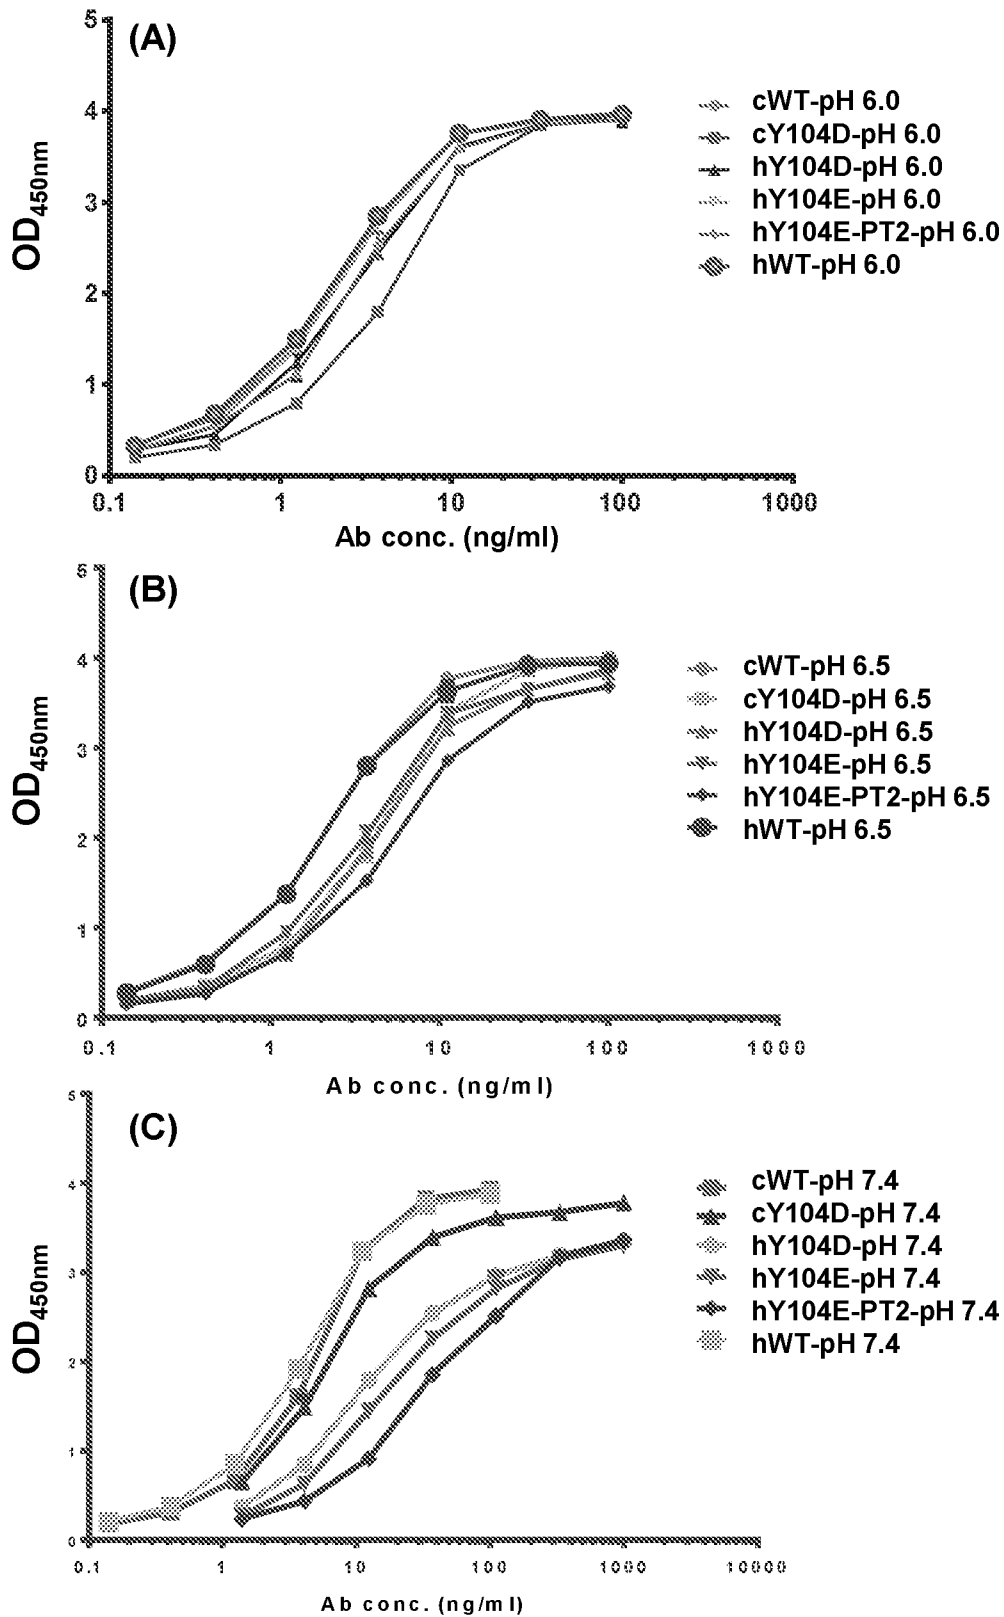 (A)
5
4
3
2
1
0
OD450nm
0.1 1 10 100 1000
Ab conc. (ng/ml)
cWT-pH 6.0
cY104D-pH 6.0
hY104D-pH 6.0
hY104E-pH 6.0
hY104E-PT2-pH 6.0
hWT-pH 6.0
(B)
5
4
3
2
1
0
OD450nm
0.1 1 10 100 1000
Ab conc. (ng/ml)
cWT-pH 6.5
cY104D-pH 6.5
hY104D-pH 6.5
hY104E-pH 6.5
hY104E-PT2-pH 6.5
hWT-pH 6.5
(C)
5
4
3
2
1
0
OD450nm
0.1 1 10 100 1000 10000
Ab conc. (ng/ml)
cWT-pH 7.4
cY104D-pH 7.4
hY104D-pH 7.4
hY104E-pH 7.4
hY104E-PT2-pH 7.4
hWT-pH 7.4